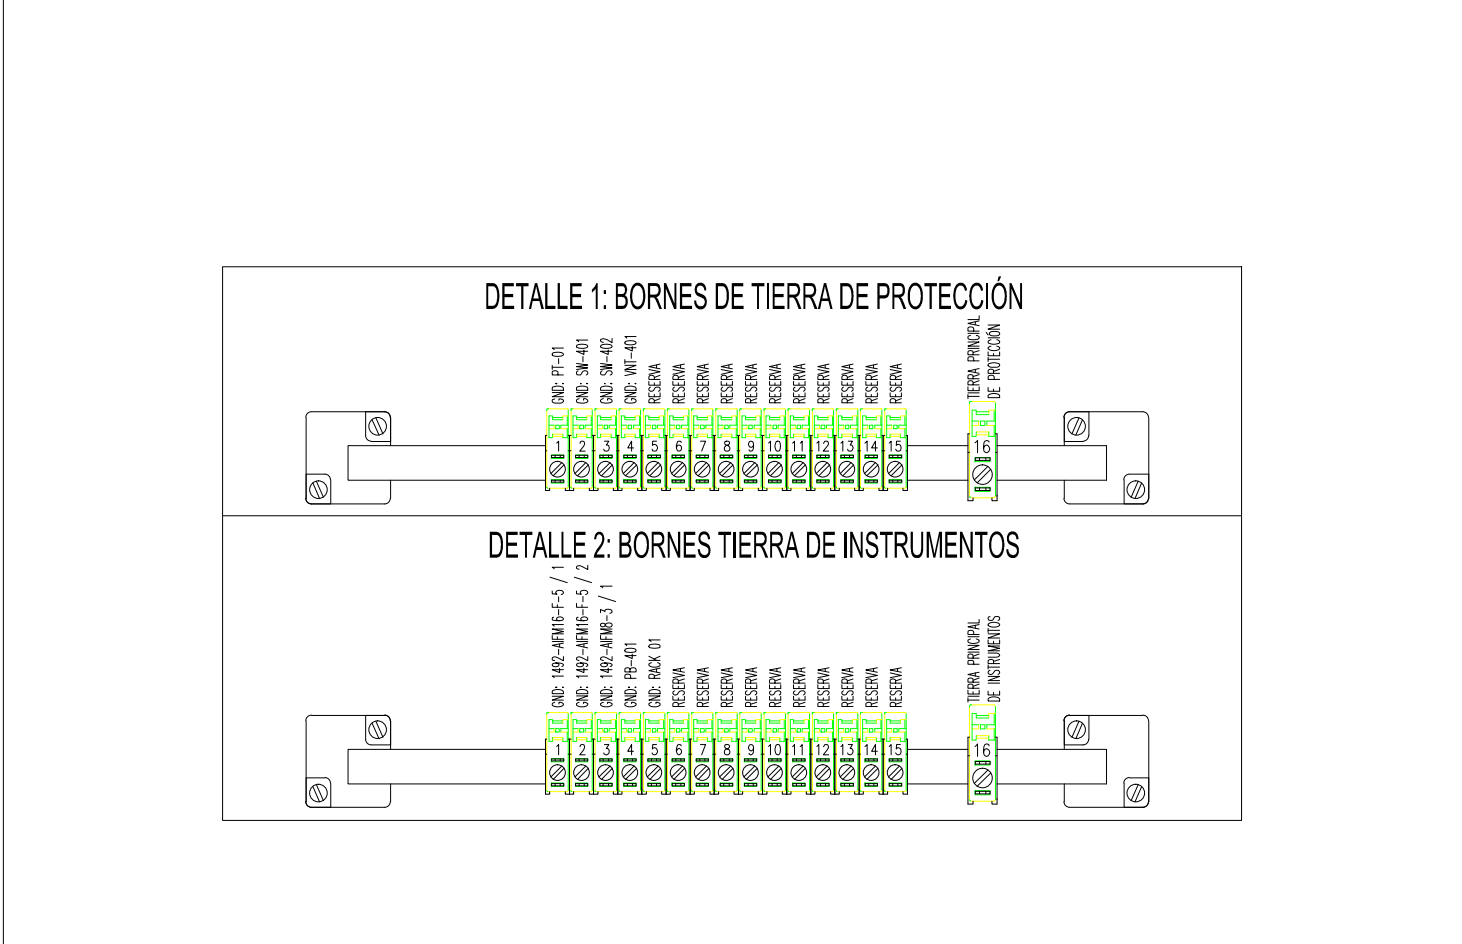 DETALLE 1: BORNES DE TIERRA DE PROTECCIÓN
GND: PT-01
GND: SW-401
GND: SW-402
GND: VNT-401
RESERVA
RESERVA
RESERVA
RESERVA
RESERVA
RESERVA
RESERVA
RESERVA
RESERVA
RESERVA
RESERVA
TIERRA PRINCIPAL
DE PROTECCIÓN
1 2 3 4 5 6 7 8 9 10 11 12 13 14 15 16
DETALLE 2: BORNES TIERRA DE INSTRUMENTOS
GND: 1492-AIFM16-F-5 / 1
GND: 1492-AIFM16-F-5 / 2
GND: 1492-AIFM8-3 / 1
GND: PB-401
GND: RACK 01
RESERVA
RESERVA
RESERVA
RESERVA
RESERVA
RESERVA
RESERVA
RESERVA
RESERVA
RESERVA
TIERRA PRINCIPAL
DE INSTRUMENTOS
1 2 3 4 5 6 7 8 9 10 11 12 13 14 15 16